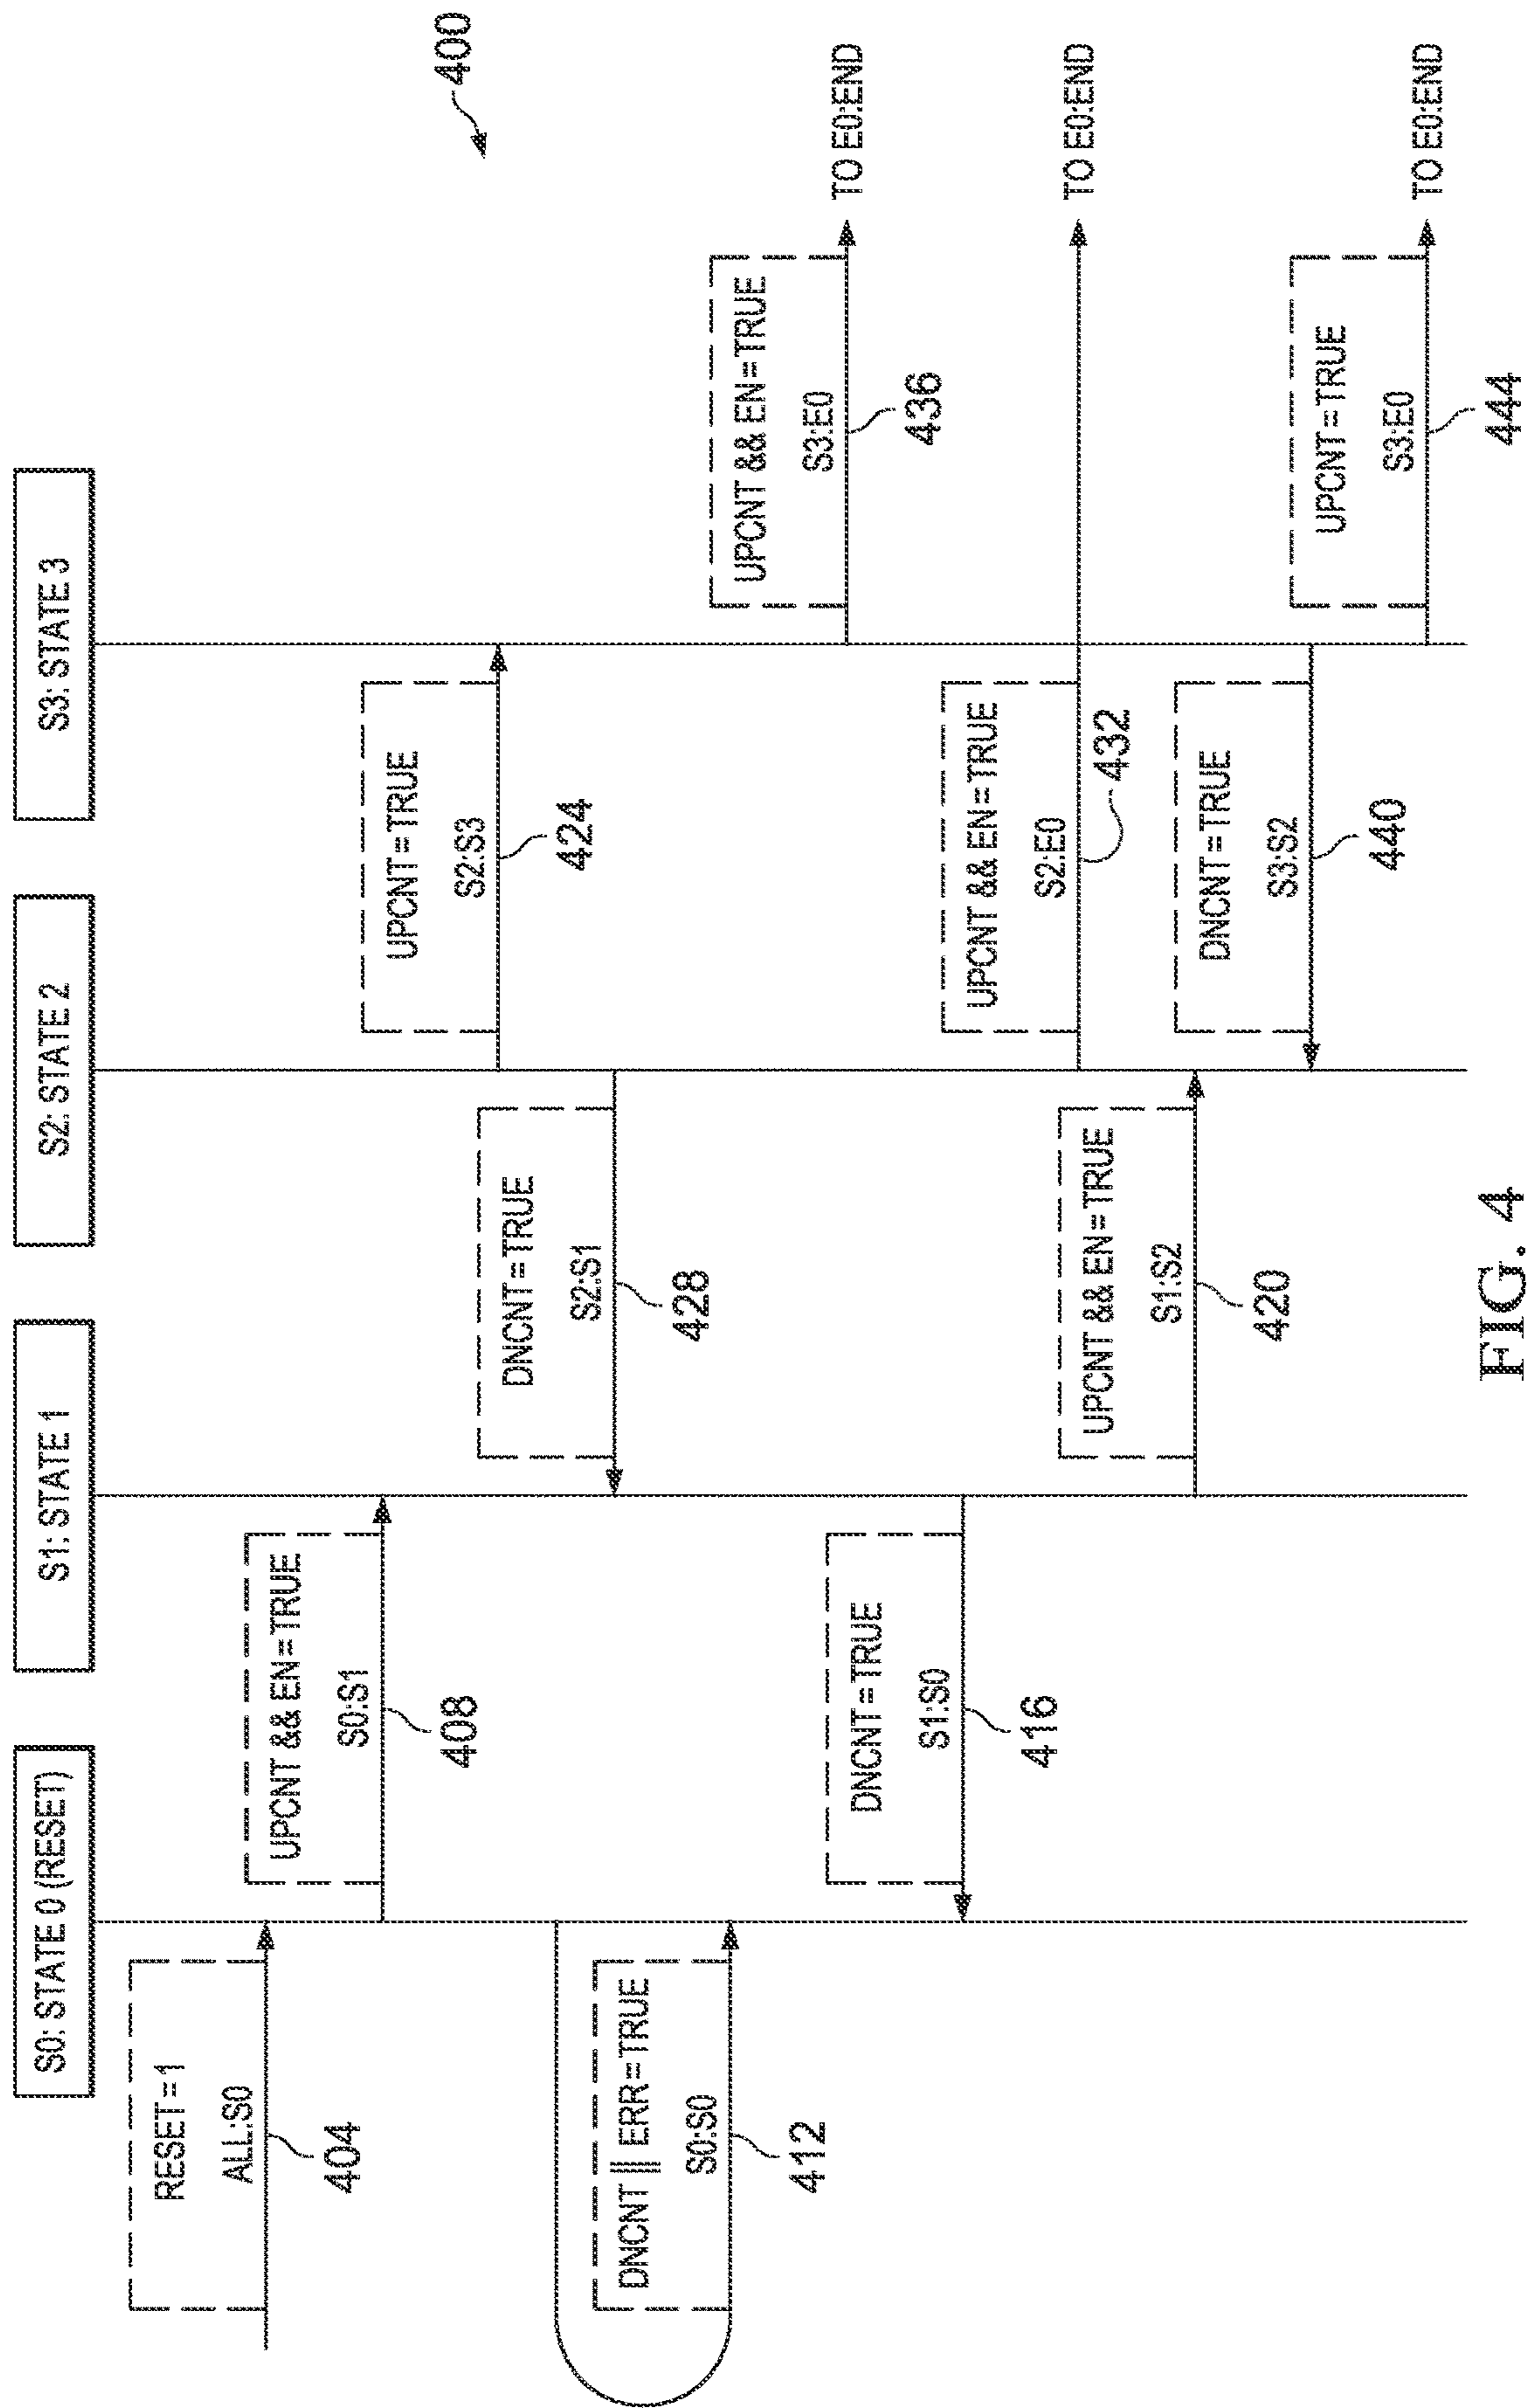 400
S0: STATE 0 (RESET)
S1: STATE 1
S2: STATE 2
S3: STATE 3
RESET=1
ALL:S0
404
UPCNT && EN=TRUE
S0:S1
408
UPCNT=TRUE
S2:S3
424
DNCNT=TRUE
S2:S1
428
DNCNT || ERR=TRUE
S0:S0
412
UPCNT && EN=TRUE
S3:E0
436
TO E0:END
DNCNT=TRUE
S1:S0
416
UPCNT && EN=TRUE
S2:E0
432
TO E0:END
UPCNT && EN=TRUE
S1:S2
420
DNCNT=TRUE
S3:S2
440
UPCNT=TRUE
S3:E0
444
TO E0:END
FIG. 4